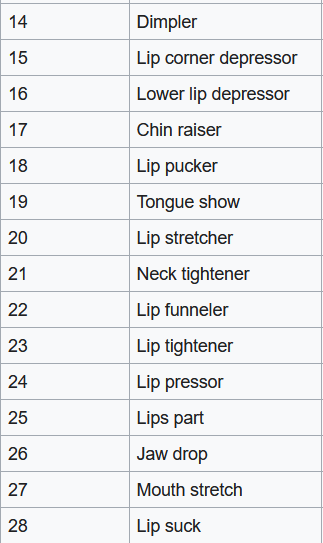 14 Dimpler
15 Lip corner depressor
16 Lower lip depressor
17 Chin raiser
18 Lip pucker
19 Tongue show
20 Lip stretcher
21 Neck tightener
22 Lip funneler
23 Lip tightener
24 Lip pressor
25 Lips part
26 Jaw drop
27 Mouth stretch
28 Lip suck